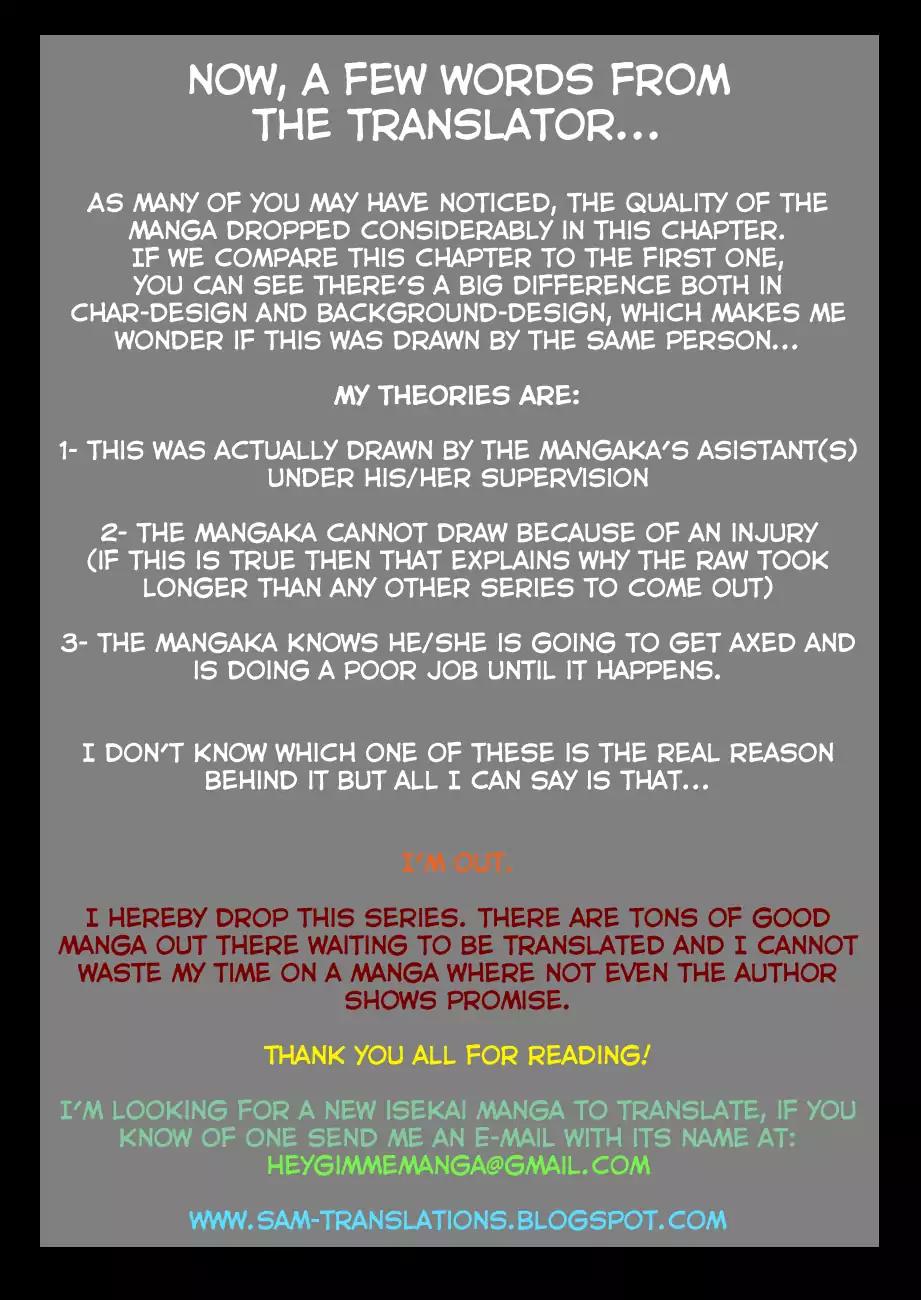 NOW, A FEW WORDS FROM
THE TRANSLATOR...
AS MANY OF YOU MAY HAVE NOTICED, THE QUALITY OF THE
MANGA DROPPED CONSIDERABLY IN THIS CHAPTER.
IF WE COMPARE THIS CHAPTER TO THE FIRST ONE,
YOU CAN SEE THERE'S A BIG DIFFERENCE BOTH IN
CHAR-DESIGN AND BACKGROUND-DESIGN, WHICH MAKES ME
WONDER IF THIS WAS DRAWN BY THE SAME PERSON...
MY THEORIES ARE:
1- THIS WAS ACTUALLY DRAWN BY THE MANGAKA'S ASISTANT(S)
UNDER HIS/HER SUPERVISION
2- THE MANGAKA CANNOT DRAW BECAUSE OF AN INJURY
(IF THIS IS TRUE THEN THAT EXPLAINS WHY THE RAW TOOK
LONGER THAN ANY OTHER SERIES TO COME OUT)
3- THE MANGAKA KNOWS HE/SHE IS GOING TO GET AXED AND
IS DOING A POOR JOB UNTIL IT HAPPENS.
I DON'T KNOW WHICH ONE OF THESE IS THE REAL REASON
BEHIND IT BUT ALL I CAN SAY IS THAT...
I'M OUT.
I HEREBY DROP THIS SERIES. THERE ARE TONS OF GOOD
MANGA OUT THERE WAITING TO BE TRANSLATED AND I CANNOT
WASTE MY TIME ON A MANGA WHERE NOT EVEN THE AUTHOR
SHOWS PROMISE.
THANK YOU ALL FOR READING!
I'M LOOKING FOR A NEW ISEKAI MANGA TO TRANSLATE, IF YOU
KNOW OF ONE SEND ME AN E-MAIL WITH ITS NAME AT:
HEYGIMMEMANGA@GMAIL.COM
WWW.SAM-TRANSLATIONS.BLOGSPOT.COM